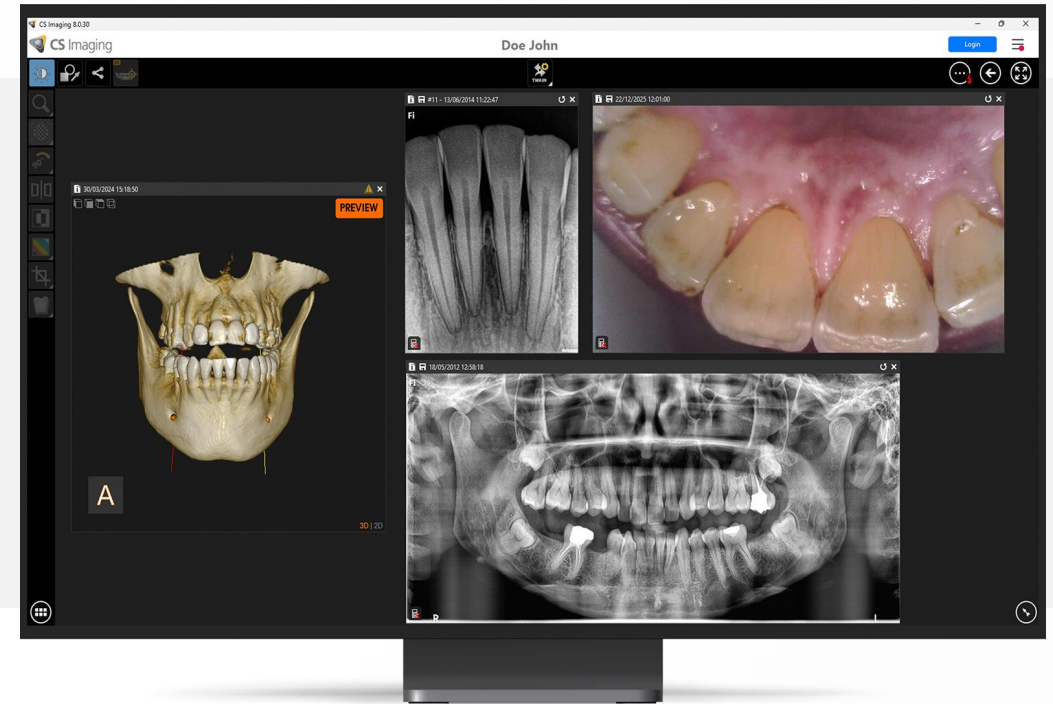 CS Imaging 8.0.30
CS Imaging
Doe John
Login
TWAIN
#11 - 13/06/2014 11:22:47
Fi
22/12/2025 12:01:00
30/03/2024 15:18:50
PREVIEW
A
3D | 2D
18/05/2012 12:58:18
Fi
R
L